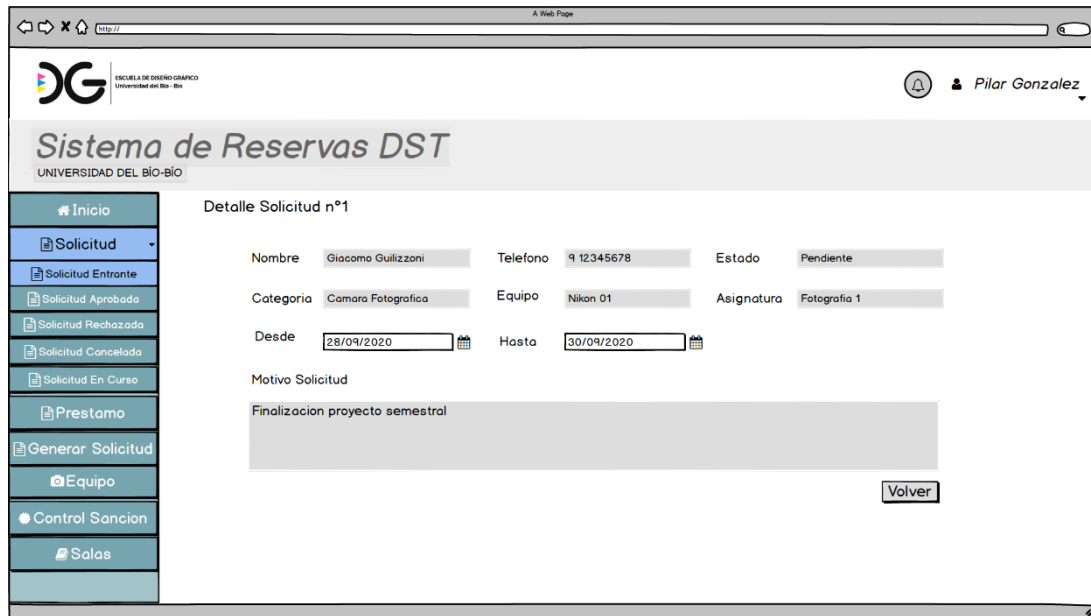 A Web Page
http://
DG ESCUELA DE DISEÑO GRÁFICO
Universidad del Bío - Bío
Pilar Gonzalez
Sistema de Reservas DST
UNIVERSIDAD DEL BÍO-BÍO
Inicio
Solicitud
Solicitud Entrante
Solicitud Aprobada
Solicitud Rechazada
Solicitud Cancelada
Solicitud En Curso
Prestamo
Generar Solicitud
Equipo
Control Sancion
Salas
Detalle Solicitud nº1
Nombre Giacomo Guilizzoni Telefono 9 12345678 Estado Pendiente
Categoria Camara Fotografica Equipo Nikon 01 Asignatura Fotografia 1
Desde 28/09/2020 Hasta 30/09/2020
Motivo Solicitud
Finalizacion proyecto semestral
Volver